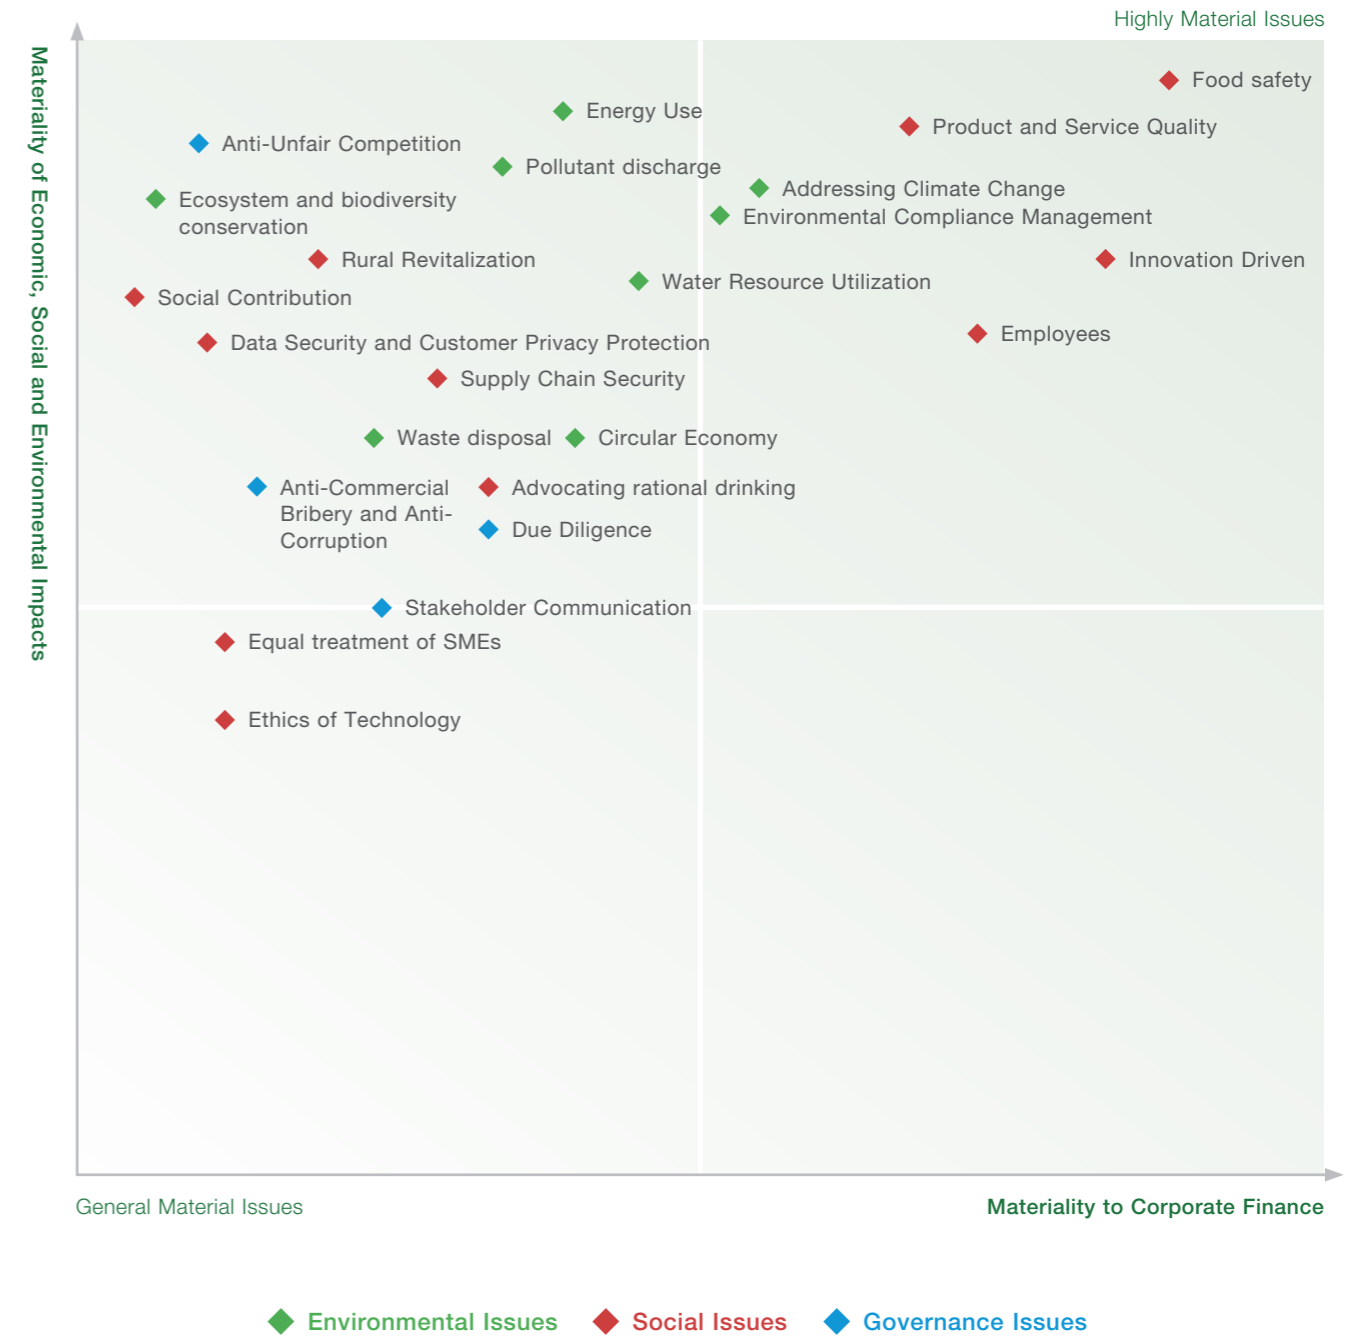 Highly Material Issues
Materiality of Economic, Social and Environmental Impacts
Food safety
Energy Use
Product and Service Quality
Anti-Unfair Competition
Pollutant discharge
Addressing Climate Change
Ecosystem and biodiversity
conservation
Environmental Compliance Management
Rural Revitalization
Innovation Driven
Water Resource Utilization
Social Contribution
Employees
Data Security and Customer Privacy Protection
Supply Chain Security
Waste disposal
Circular Economy
Anti-Commercial
Bribery and Anti-
Corruption
Advocating rational drinking
Due Diligence
Stakeholder Communication
Equal treatment of SMEs
Ethics of Technology
General Material Issues
Materiality to Corporate Finance
Environmental Issues
Social Issues
Governance Issues